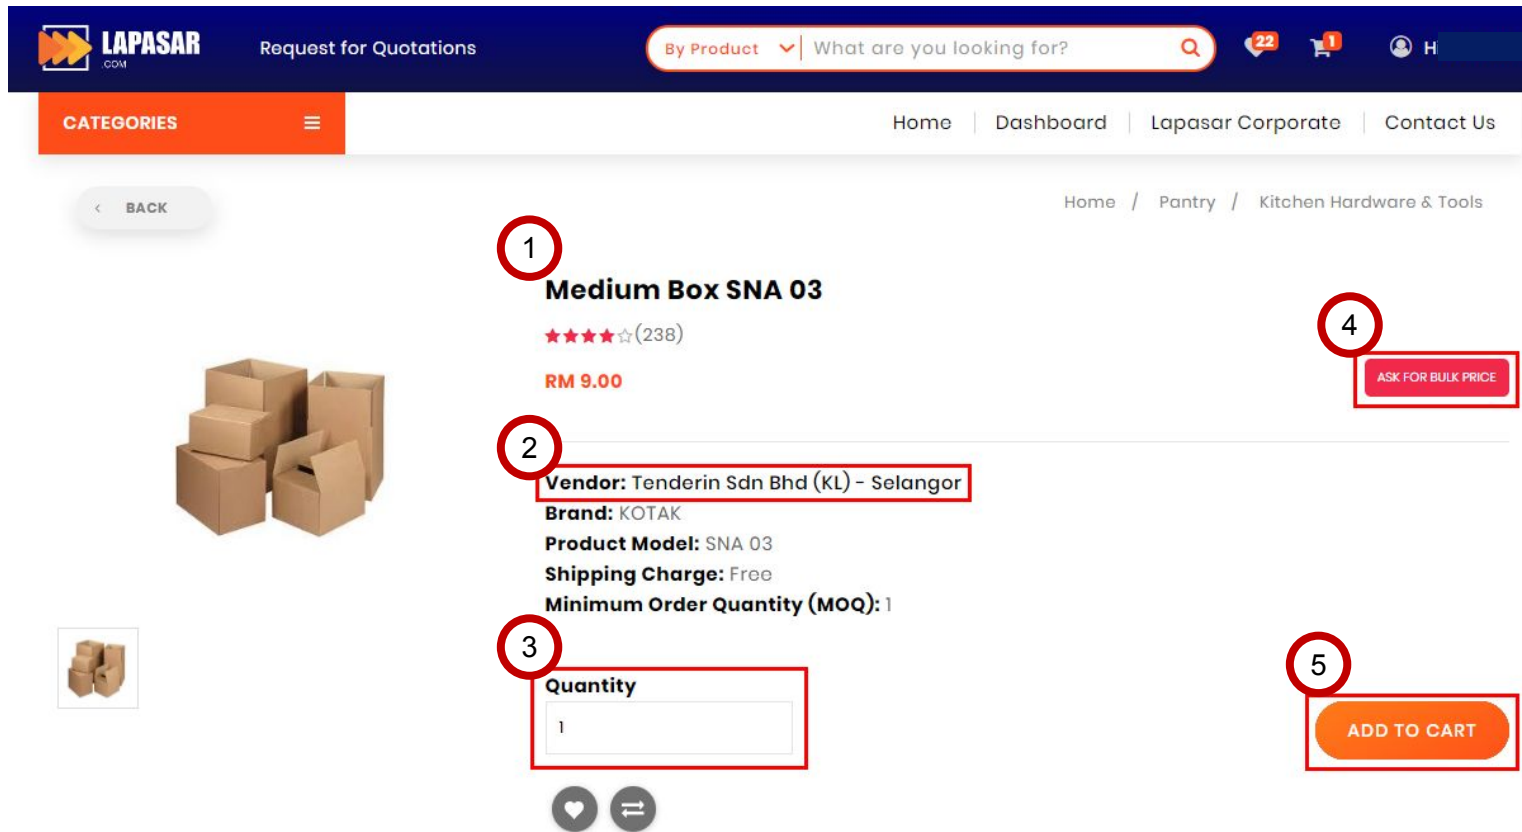 LAPASAR
.COM
Request for Quotations
By Product
What are you looking for?
22
1
Hi
CATEGORIES
Home
Dashboard
Lapasar Corporate
Contact Us
< BACK
Home / Pantry / Kitchen Hardware & Tools
1
Medium Box SNA 03
(238)
4
RM 9.00
ASK FOR BULK PRICE
2
Vendor: Tenderin Sdn Bhd (KL) - Selangor
Brand: KOTAK
Product Model: SNA 03
Shipping Charge: Free
Minimum Order Quantity (MOQ): 1
3
5
Quantity
1
ADD TO CART